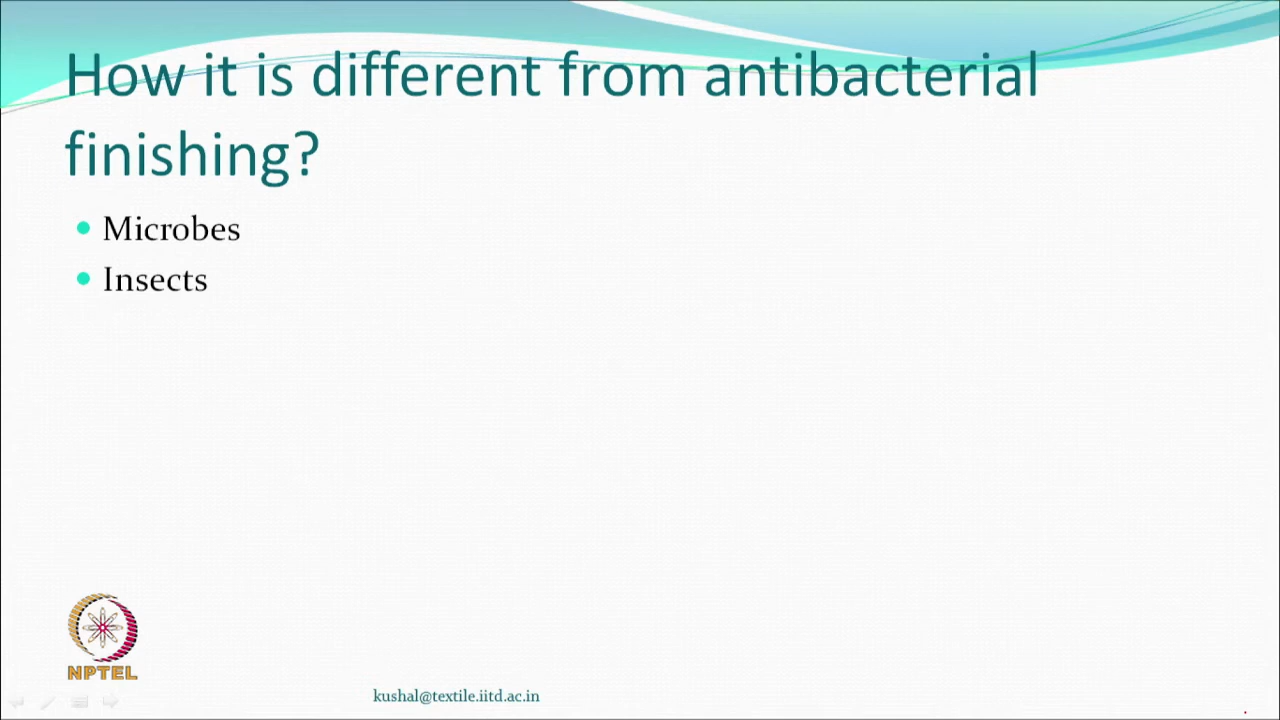 How it is different from antibacterial
finishing?
Microbes
Insects
NPTEL
kushal@textile.iitd.ac.in